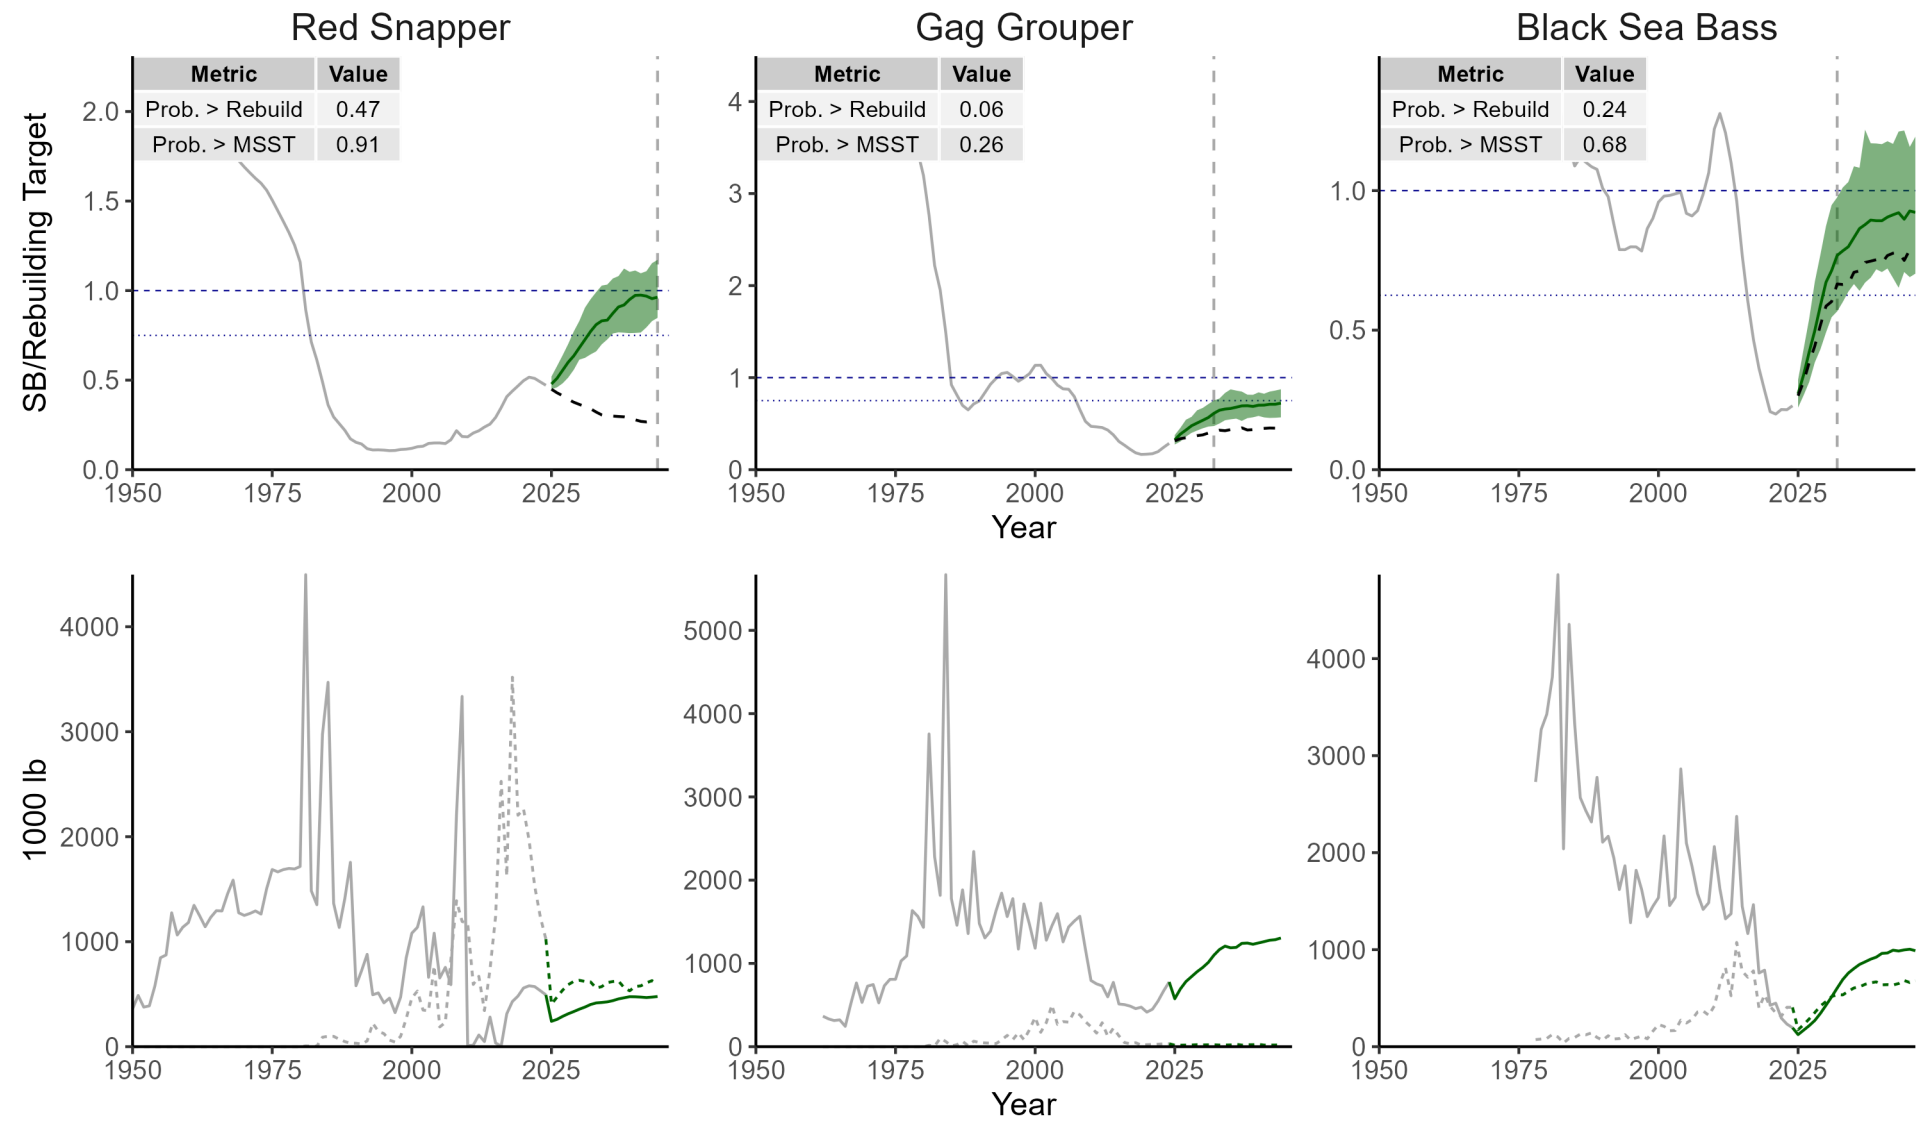 Red Snapper
Gag Grouper
Black Sea Bass
SB/Rebuilding Target
Metric Value
Prob. > Rebuild 0.47
Prob. > MSST 0.91
2.0
1.5
1.0
0.5
0.0
1950 1975 2000 2025
Metric Value
Prob. > Rebuild 0.06
Prob. > MSST 0.26
4
3
2
1
0
1950 1975 2000 2025
Metric Value
Prob. > Rebuild 0.24
Prob. > MSST 0.68
1.0
0.5
0.0
1950 1975 2000 2025
Year
1000 lb
4000
3000
2000
1000
0
1950 1975 2000 2025
5000
4000
3000
2000
1000
0
1950 1975 2000 2025
4000
3000
2000
1000
0
1950 1975 2000 2025
Year